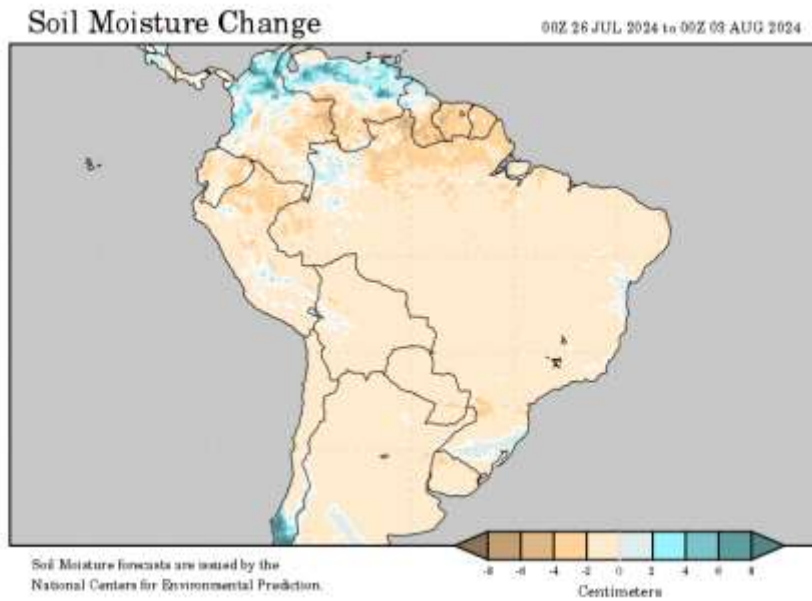 Soil Moisture Change
00Z 26 JUL 2024 to 00Z 03 AUG 2024
-8 -6 -4 -2 0 2 -4 -6 8
Soil Moisture forecasts are issued by the
National Centers for Environmental Prediction.
Centimeters